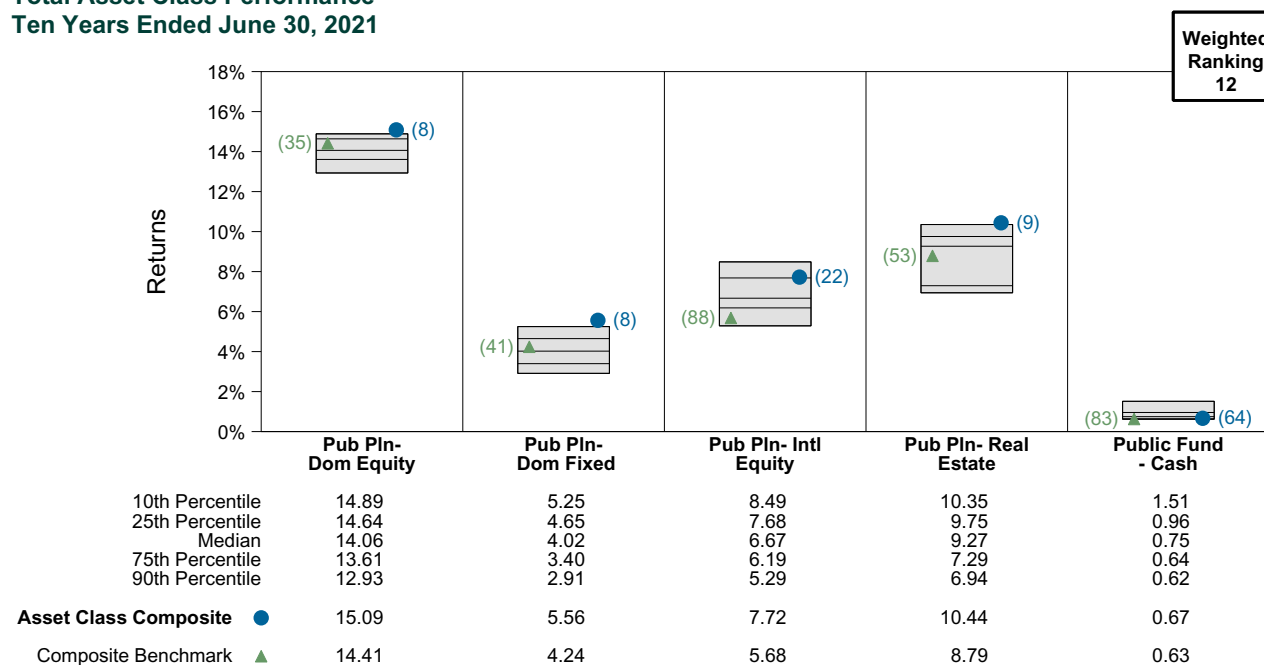 Total Asset Class Performance
Ten Years Ended June 30, 2021
Weighted
Ranking
12
Returns
18%
16%
14%
12%
10%
8%
6%
4%
2%
0%
(35) (8)
(41) (8)
(88) (22)
(53) (9)
(83) (64)
Pub Pln- Pub Pln- Pub Pln- Intl Pub Pln- Real Public Fund
Dom Equity Dom Fixed Equity Estate - Cash
10th Percentile 14.89 5.25 8.49 10.35 1.51
25th Percentile 14.64 4.65 7.68 9.75 0.96
Median 14.06 4.02 6.67 9.27 0.75
75th Percentile 13.61 3.40 6.19 7.29 0.64
90th Percentile 12.93 2.91 5.29 6.94 0.62
Asset Class Composite 15.09 5.56 7.72 10.44 0.67
Composite Benchmark 14.41 4.24 5.68 8.79 0.63